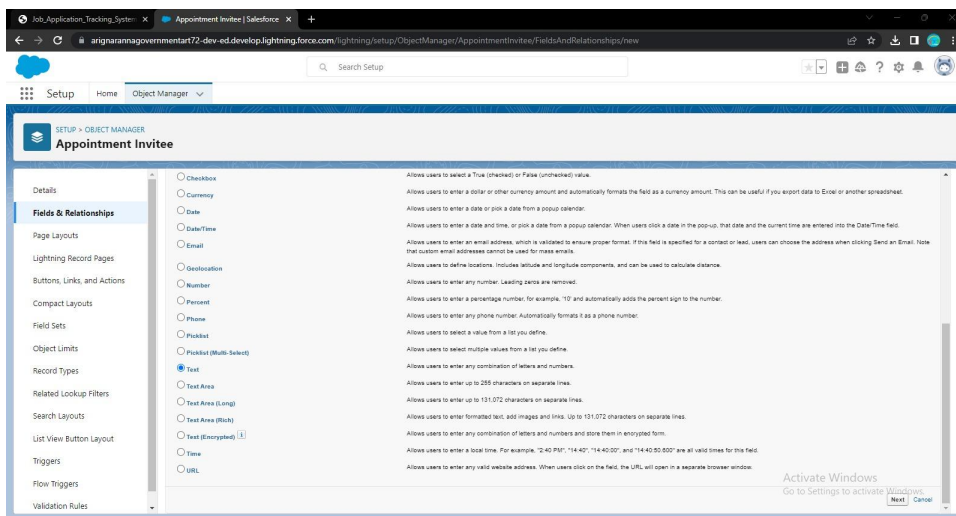 Job_Application_Tracking_System
Appointment Invitee | Salesforce
arignarannagovernmentart72-dev-ed.develop.lightning.force.com/lightning/setup/ObjectManager/AppointmentInvitee/FieldsAndRelationships/new
Search Setup
Setup
Home
Object Manager
SETUP > OBJECT MANAGER
Appointment Invitee
Details
Fields & Relationships
Page Layouts
Lightning Record Pages
Buttons, Links, and Actions
Compact Layouts
Field Sets
Object Limits
Record Types
Related Lookup Filters
Search Layouts
List View Button Layout
Triggers
Flow Triggers
Validation Rules
Checkbox Allows users to select a True (checked) or False (unchecked) value.
Currency Allows users to enter a dollar or other currency amount and automatically formats the field as a currency amount. This can be useful if you export data to Excel or another spreadsheet.
Date Allows users to enter a date or pick a date from a popup calendar.
Date/Time Allows users to enter a date and time, or pick a date from a popup calendar. When users click a date in the pop-up, that date and the current time are entered into the Date/Time field.
Email Allows users to enter an email address, which is validated to ensure proper format. If this field is specified for a contact or lead, users can choose the address when clicking Send an Email. Note
that custom email addresses cannot be used for mass emails.
Geolocation Allows users to define locations. Includes latitude and longitude components, and can be used to calculate distance.
Number Allows users to enter any number. Leading zeros are removed.
Percent Allows users to enter a percentage number, for example, '10' and automatically adds the percent sign to the number.
Phone Allows users to enter any phone number. Automatically formats it as a phone number.
Picklist Allows users to select a value from a list you define.
Picklist (Multi-Select) Allows users to select multiple values from a list you define.
Text Allows users to enter any combination of letters and numbers.
Text Area Allows users to enter up to 255 characters on separate lines.
Text Area (Long) Allows users to enter up to 131,072 characters on separate lines.
Text Area (Rich) Allows users to enter formatted text, add images and links. Up to 131,072 characters on separate lines.
Text (Encrypted) i Allows users to enter any combination of letters and numbers and store them in encrypted form.
Time Allows users to enter a local time. For example, "2:40 PM", "14:40", "14:40:00", and "14:40:50.600" are all valid times for this field.
URL Allows users to enter any valid website address. When users click on the field, the URL will open in a separate browser window.
Activate Windows
Go to Settings to activate Windows.
Next Cancel